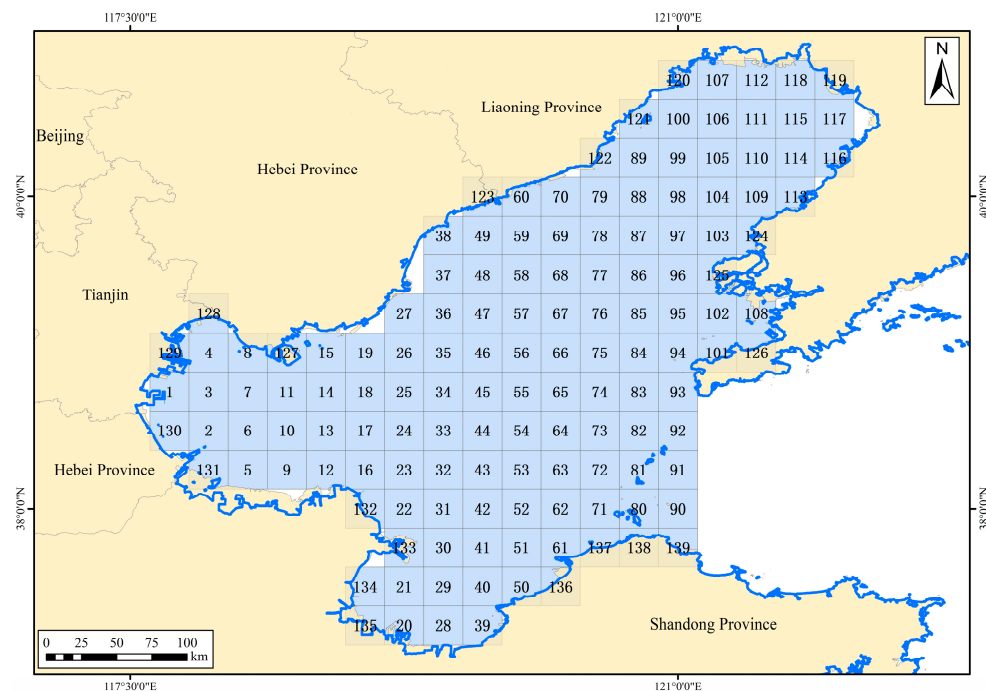 117°3'0"E 121°0'0"E
N
120 107 112 118 119
Liaoning Province
121 100 106 111 115 117
Beijing
122 89 99 105 110 114 116
Hebei Province
40°0'0"N 123 60 70 79 88 98 104 109 113 40°0'0"N
38 49 59 69 78 87 97 103 124
37 48 58 68 77 86 96 125
Tianjin
128 27 36 47 57 67 76 85 95 102 108
129 4 8 127 15 19 26 35 46 56 66 75 84 94 101 126
1 3 7 11 14 18 25 34 45 55 65 74 83 93
130 2 6 10 13 17 24 33 44 54 64 73 82 92
Hebei Province 131 5 9 12 16 23 32 43 53 63 72 81 91
38°0'0"N 132 22 31 42 52 62 71 80 90 38°0'0"N
133 30 41 51 61 137 138 139
134 21 29 40 50 136
135 20 28 39
Shandong Province
0 25 50 75 100
km
117°3'0"E 121°0'0"E